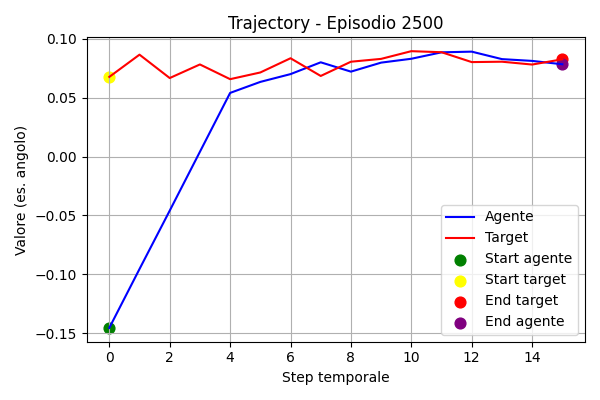 Trajectory - Episodio 2500
Valore (es. angolo)
0.10
0.05
0.00
−0.05
−0.10
−0.15
0 2 4 6 8 10 12 14
Step temporale
Agente
Target
Start agente
Start target
End target
End agente